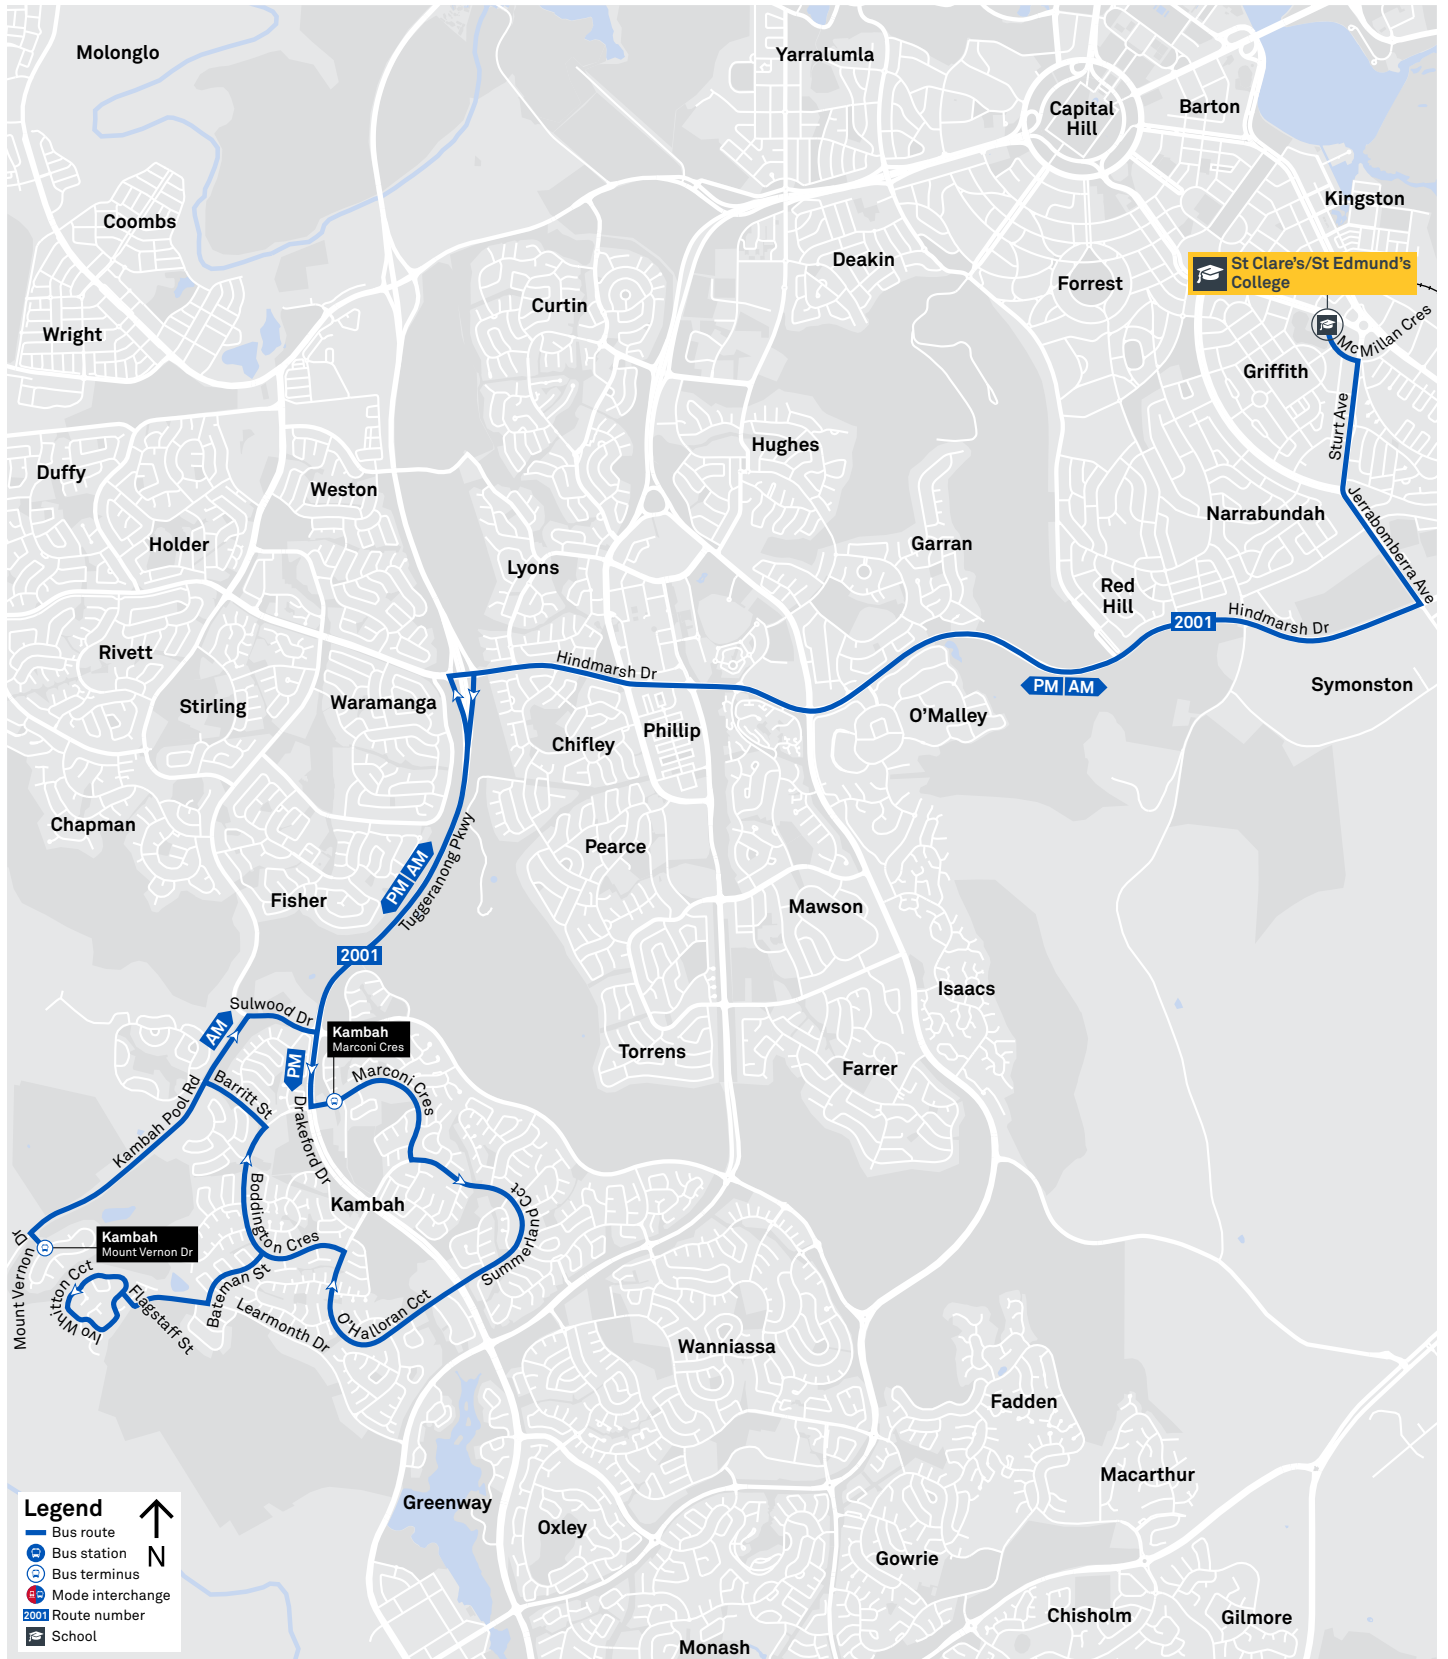 Molonglo
Yarralumla
Capital
Hill
Barton
Kingston
Coombs
Deakin
Forrest
St Clare's/St Edmund's
College
Curtin
Wright
McMillan Cres
Griffith
Sturt Ave
Hughes
Duffy
Weston
Jerrabomberra Ave
Narrabundah
Holder
Garran
Lyons
Red
Hill
2001
Hindmarsh Dr
Rivett
Hindmarsh Dr
PM AM
Symonston
Stirling
Waramanga
O'Malley
Phillip
Chifley
Chapman
Pearce
PM AM
Tuggeranong Pkwy
Fisher
Mawson
2001
Isaacs
Sulwood Dr
AM
Kambah
Marconi Cres
Torrens
PM
Farrer
Marconi Cres
Barritt St
Kambah Pool Rd
Drakeford Dr
Kambah
Boddington Cres
Summerland Cct
Kambah
Mount Vernon Dr
Mount Vernon Dr
Ivo Whitton Cct
Flagstaff St
Bateman St
Learmonth Dr
O'Halloran Cct
Wanniassa
Fadden
Macarthur
Greenway
Oxley
Gowrie
Chisholm
Gilmore
Monash
Legend
N
Bus route
Bus station
Bus terminus
Mode interchange
2001 Route number
School